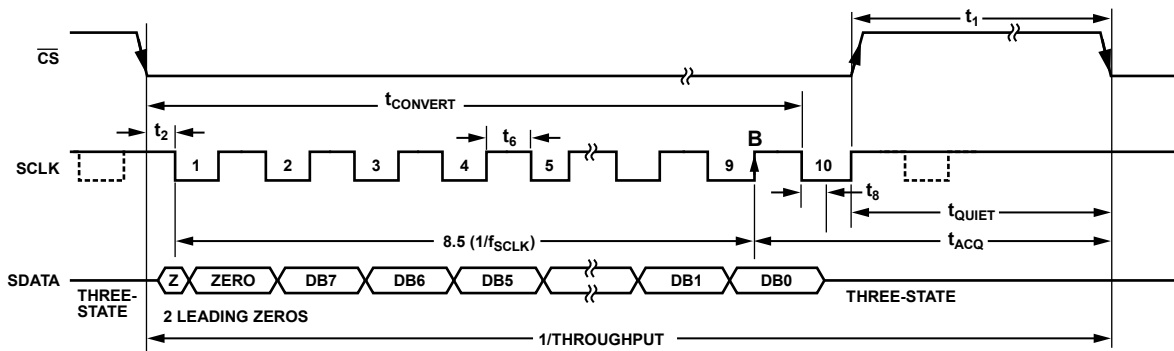 t1
CS
tCONVERT
t2
t6
B
SCLK
1 2 3 4 5 9 10
t8
tQUIET
8.5 (1/fSCLK)
tACQ
SDATA
Z ZERO DB7 DB6 DB5 DB1 DB0
THREE-
STATE
2 LEADING ZEROS
THREE-STATE
1/THROUGHPUT